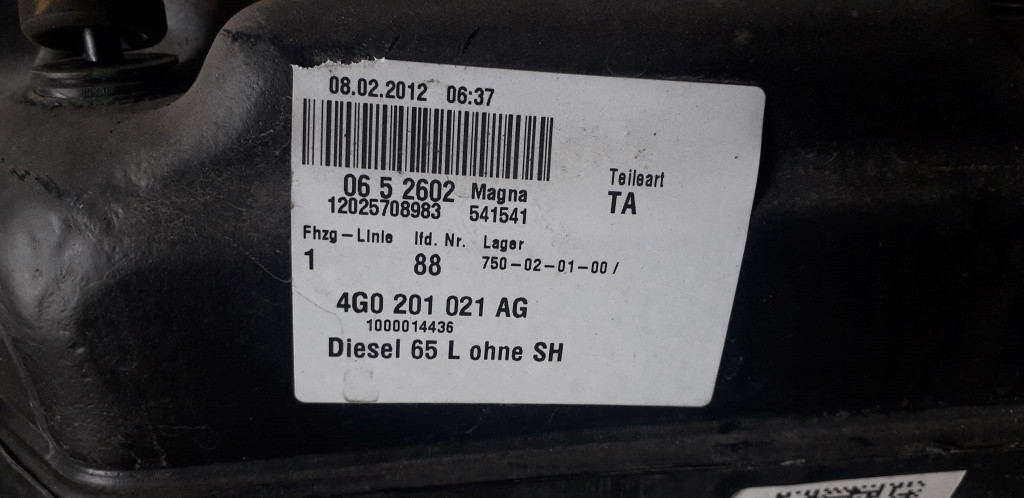 08.02.2012 06:37
06 5 2602 Magna
12025708983 541541
Teileart
TA
Fhzg-Linie lfd. Nr. Lager
1 88 750-02-01-00 /
4G0 201 021 AG
1000014436
Diesel 65 L ohne SH